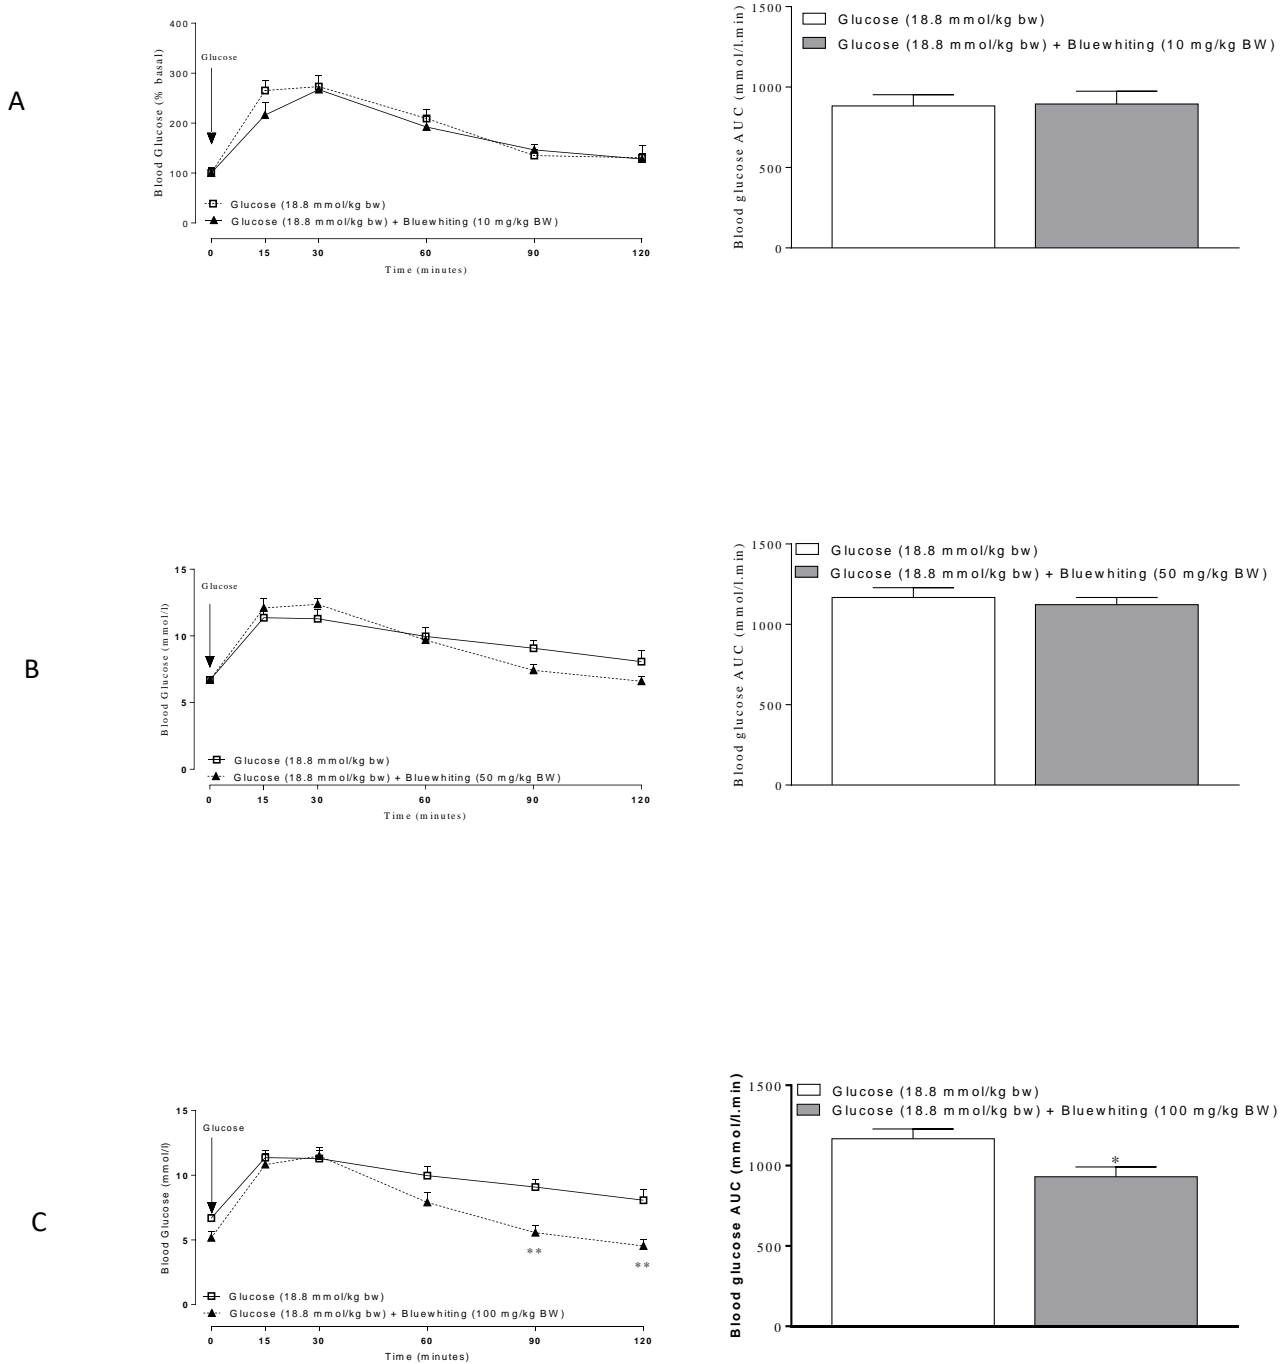 A
Blood Glucose (% basal)
400
300
200
100
0
Glucose
Glucose (18.8 mmol/kg bw)
Glucose (18.8 mmol/kg bw) + Bluewhiting (10 mg/kg BW)
0 15 30 60 90 120
Time (minutes)
Blood glucose AUC (mmol/l.min)
1500
1000
500
0
Glucose (18.8 mmol/kg bw)
Glucose (18.8 mmol/kg bw) + Bluewhiting (10 mg/kg BW)
B
Blood Glucose (mmol/l)
15
10
5
0
Glucose
Glucose (18.8 mmol/kg bw)
Glucose (18.8 mmol/kg bw) + Bluewhiting (50 mg/kg BW)
0 15 30 60 90 120
Time (minutes)
Blood glucose AUC (mmol/l.min)
1500
1000
500
0
Glucose (18.8 mmol/kg bw)
Glucose (18.8 mmol/kg bw) + Bluewhiting (50 mg/kg BW)
C
Blood Glucose (mmol/l)
15
10
5
0
Glucose
**
**
Glucose (18.8 mmol/kg bw)
Glucose (18.8 mmol/kg bw) + Bluewhiting (100 mg/kg BW)
0 15 30 60 90 120
Time (minutes)
Blood glucose AUC (mmol/l.min)
1500
1000
500
0
Glucose (18.8 mmol/kg bw)
Glucose (18.8 mmol/kg bw) + Bluewhiting (100 mg/kg BW)
*